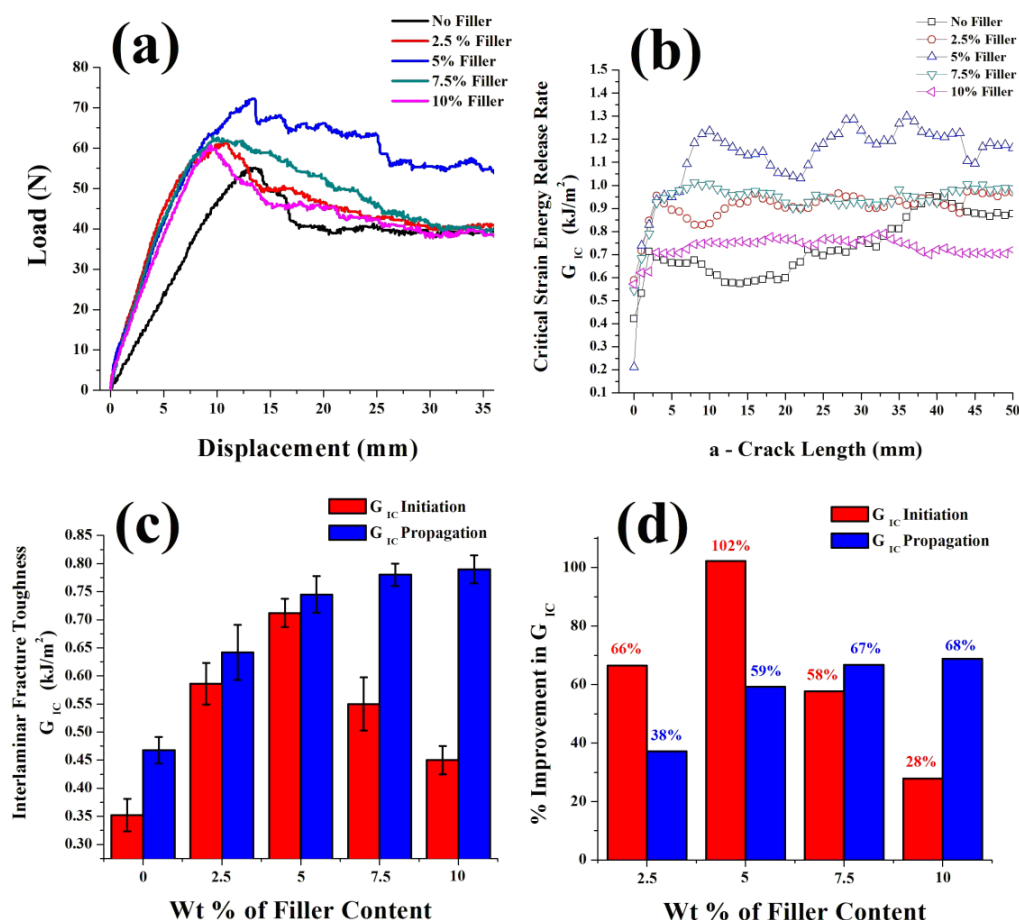 (a)
No Filler
2.5 % Filler
5% Filler
7.5% Filler
10% Filler
80
70
60
50
40
30
20
10
0
Load (N)
0 5 10 15 20 25 30 35
Displacement (mm)
(b)
No Filler
2.5% Filler
5% Filler
7.5% Filler
10% Filler
1.5
1.4
1.3
1.2
1.1
1.0
0.9
0.8
0.7
0.6
0.5
0.4
0.3
0.2
0.1
Critical Strain Energy Release Rate
G IC (kJ/m²)
0 5 10 15 20 25 30 35 40 45 50
a - Crack Length (mm)
(c)
G IC Initiation
G IC Propagation
0.85
0.80
0.75
0.70
0.65
0.60
0.55
0.50
0.45
0.40
0.35
0.30
Interlaminar Fracture Toughness
G IC (kJ/m²)
0 2.5 5 7.5 10
Wt % of Filler Content
(d)
G IC Initiation
G IC Propagation
100
80
60
40
20
0
% Improvement in G IC
66%
38%
102%
59%
58%
67%
28%
68%
2.5 5 7.5 10
Wt % of Filler Content